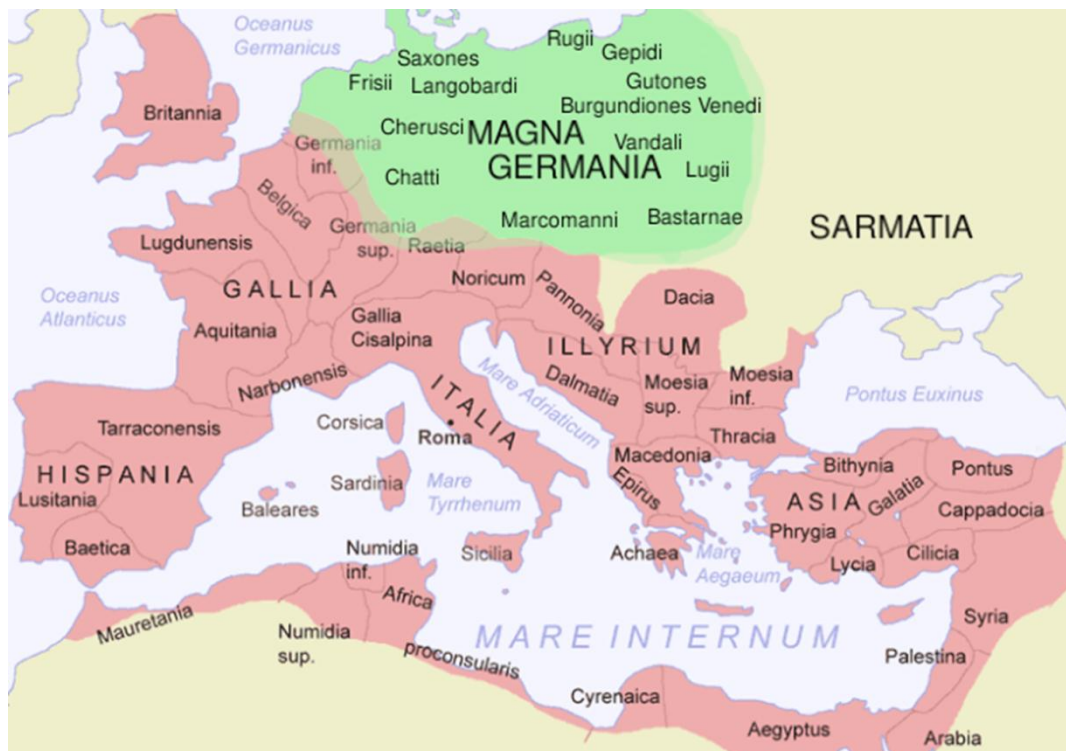 Oceanus
Germanicus
Britannia
Saxones
Frisii
Langobardi
Rugii
Gepidi
Gutones
Burgundiones
Venedi
Cherusci
MAGNA
GERMANIA
Vandali
Lugii
Chatti
Marcomanni
Bastarnae
SARMATIA
Germania
inf.
Belgica
Germania
sup.
Raetia
Lugdunensis
Noricum
Pannonia
Dacia
GALLIA
Oceanus
Atlanticus
Aquitania
Gallia
Cisalpina
ILLYRIUM
Narbonensis
Dalmatia
Moesia
sup.
Moesia
inf.
Pontus Euxinus
ITALIA
Mare Adriaticum
Corsica
Roma
Tarraconensis
Thracia
Macedonia
HISPANIA
Lusitania
Baetica
Sardinia
Baleares
Mare
Tyrrhenum
Epirus
Bithynia
Pontus
ASIA
Galatia
Cappadocia
Phrygia
Lycia
Cilicia
Numidia
inf.
Sicilia
Achaea
Mare
Aegaeum
Africa
proconsularis
Mauretania
Numidia
sup.
MARE INTERNUM
Syria
Palestina
Cyrenaica
Aegyptus
Arabia